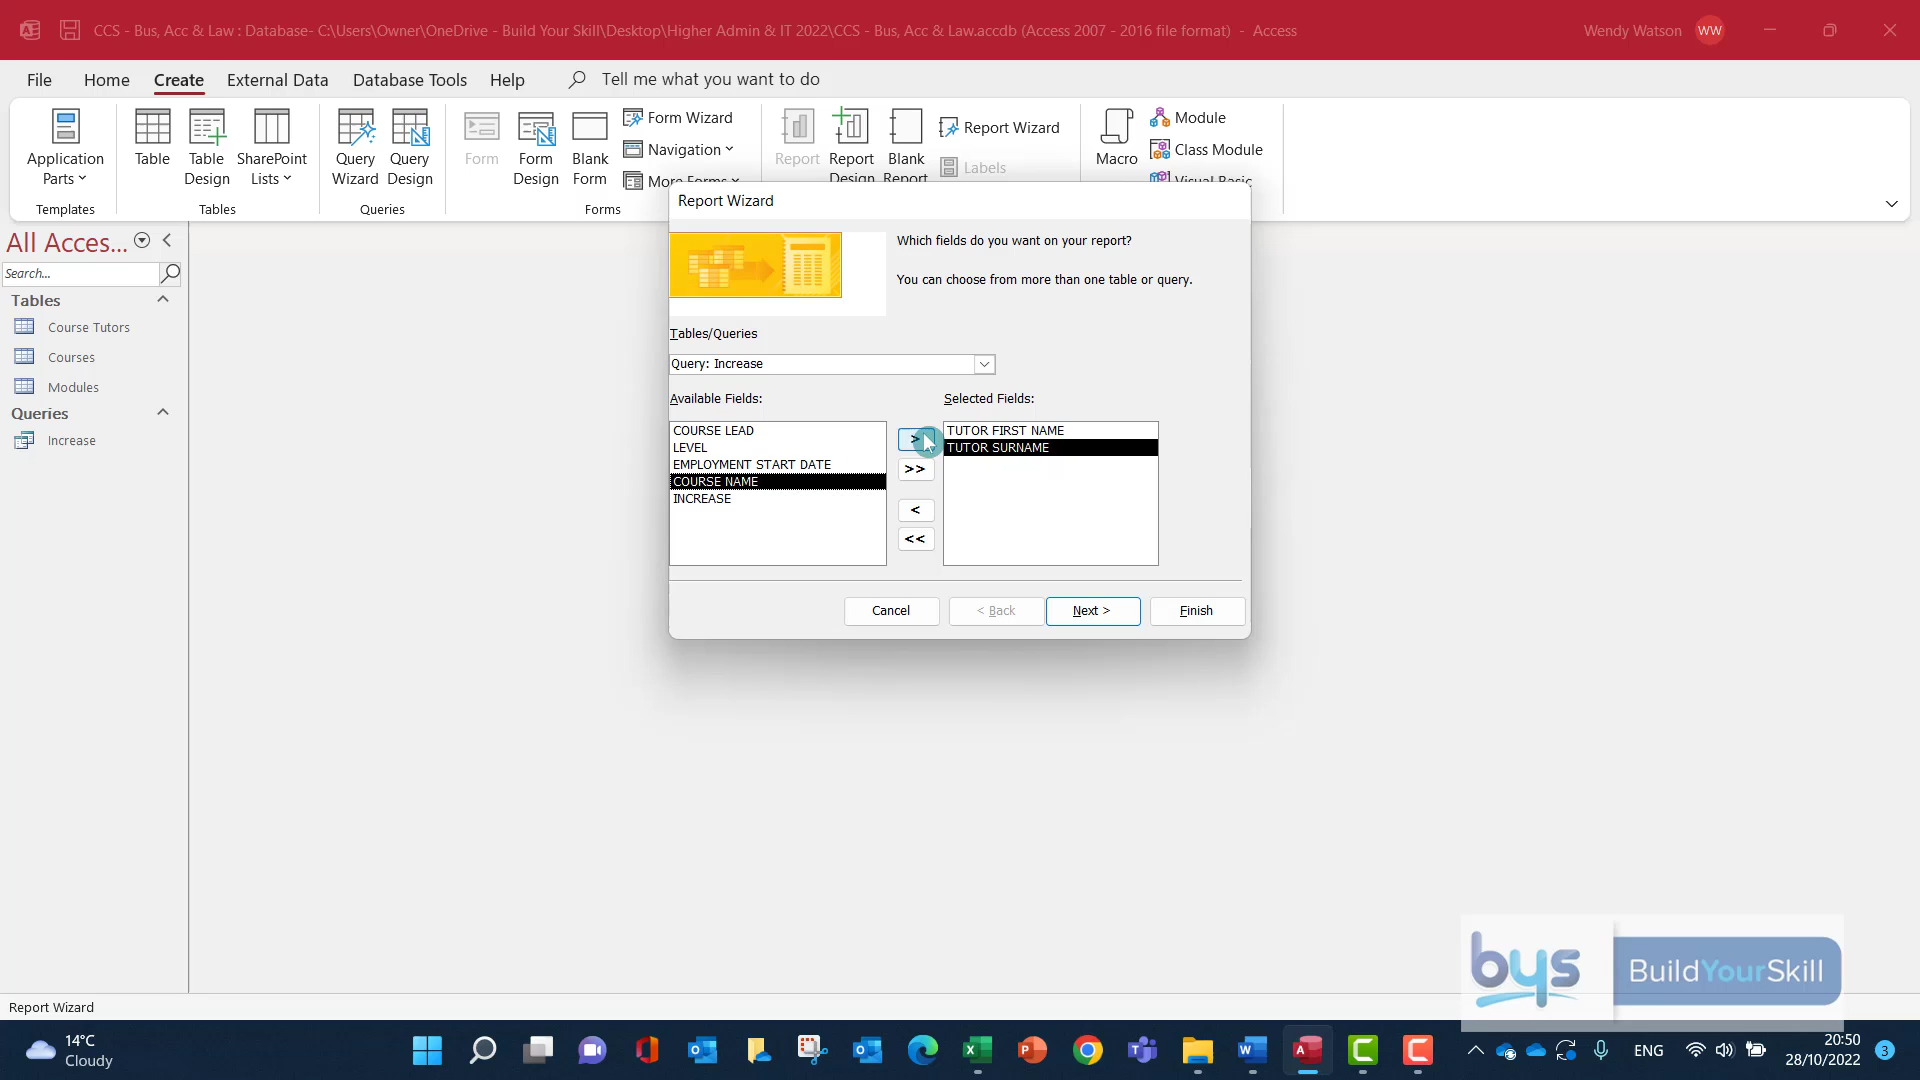 CCS - Bus, Acc & Law : Database- C:\Users\Owner\OneDrive - Build Your Skill\Desktop\Higher Admin & IT 2022\CCS - Bus, Acc & Law.accdb (Access 2007 - 2016 file format) - Access
Wendy Watson WW
File Home Create External Data Database Tools Help Tell me what you want to do
Application Parts
Table
Table Design
SharePoint Lists
Query Wizard
Query Design
Form
Form Design
Blank Form
Form Wizard
Navigation
More Forms
Report
Report Design
Blank Report
Report Wizard
Labels
Macro
Module
Class Module
Visual Basic
Templates
Tables
Queries
Forms
All Acces...
Search...
Tables
Course Tutors
Courses
Modules
Queries
Increase
Report Wizard
Which fields do you want on your report?
You can choose from more than one table or query.
Tables/Queries
Query: Increase
Available Fields:
COURSE LEAD
LEVEL
EMPLOYMENT START DATE
COURSE NAME
INCREASE
>
>>
<
<<
Selected Fields:
TUTOR FIRST NAME
TUTOR SURNAME
Cancel
< Back
Next >
Finish
bys BuildYourSkill
Report Wizard
14°C
Cloudy
ENG
20:50
28/10/2022
3